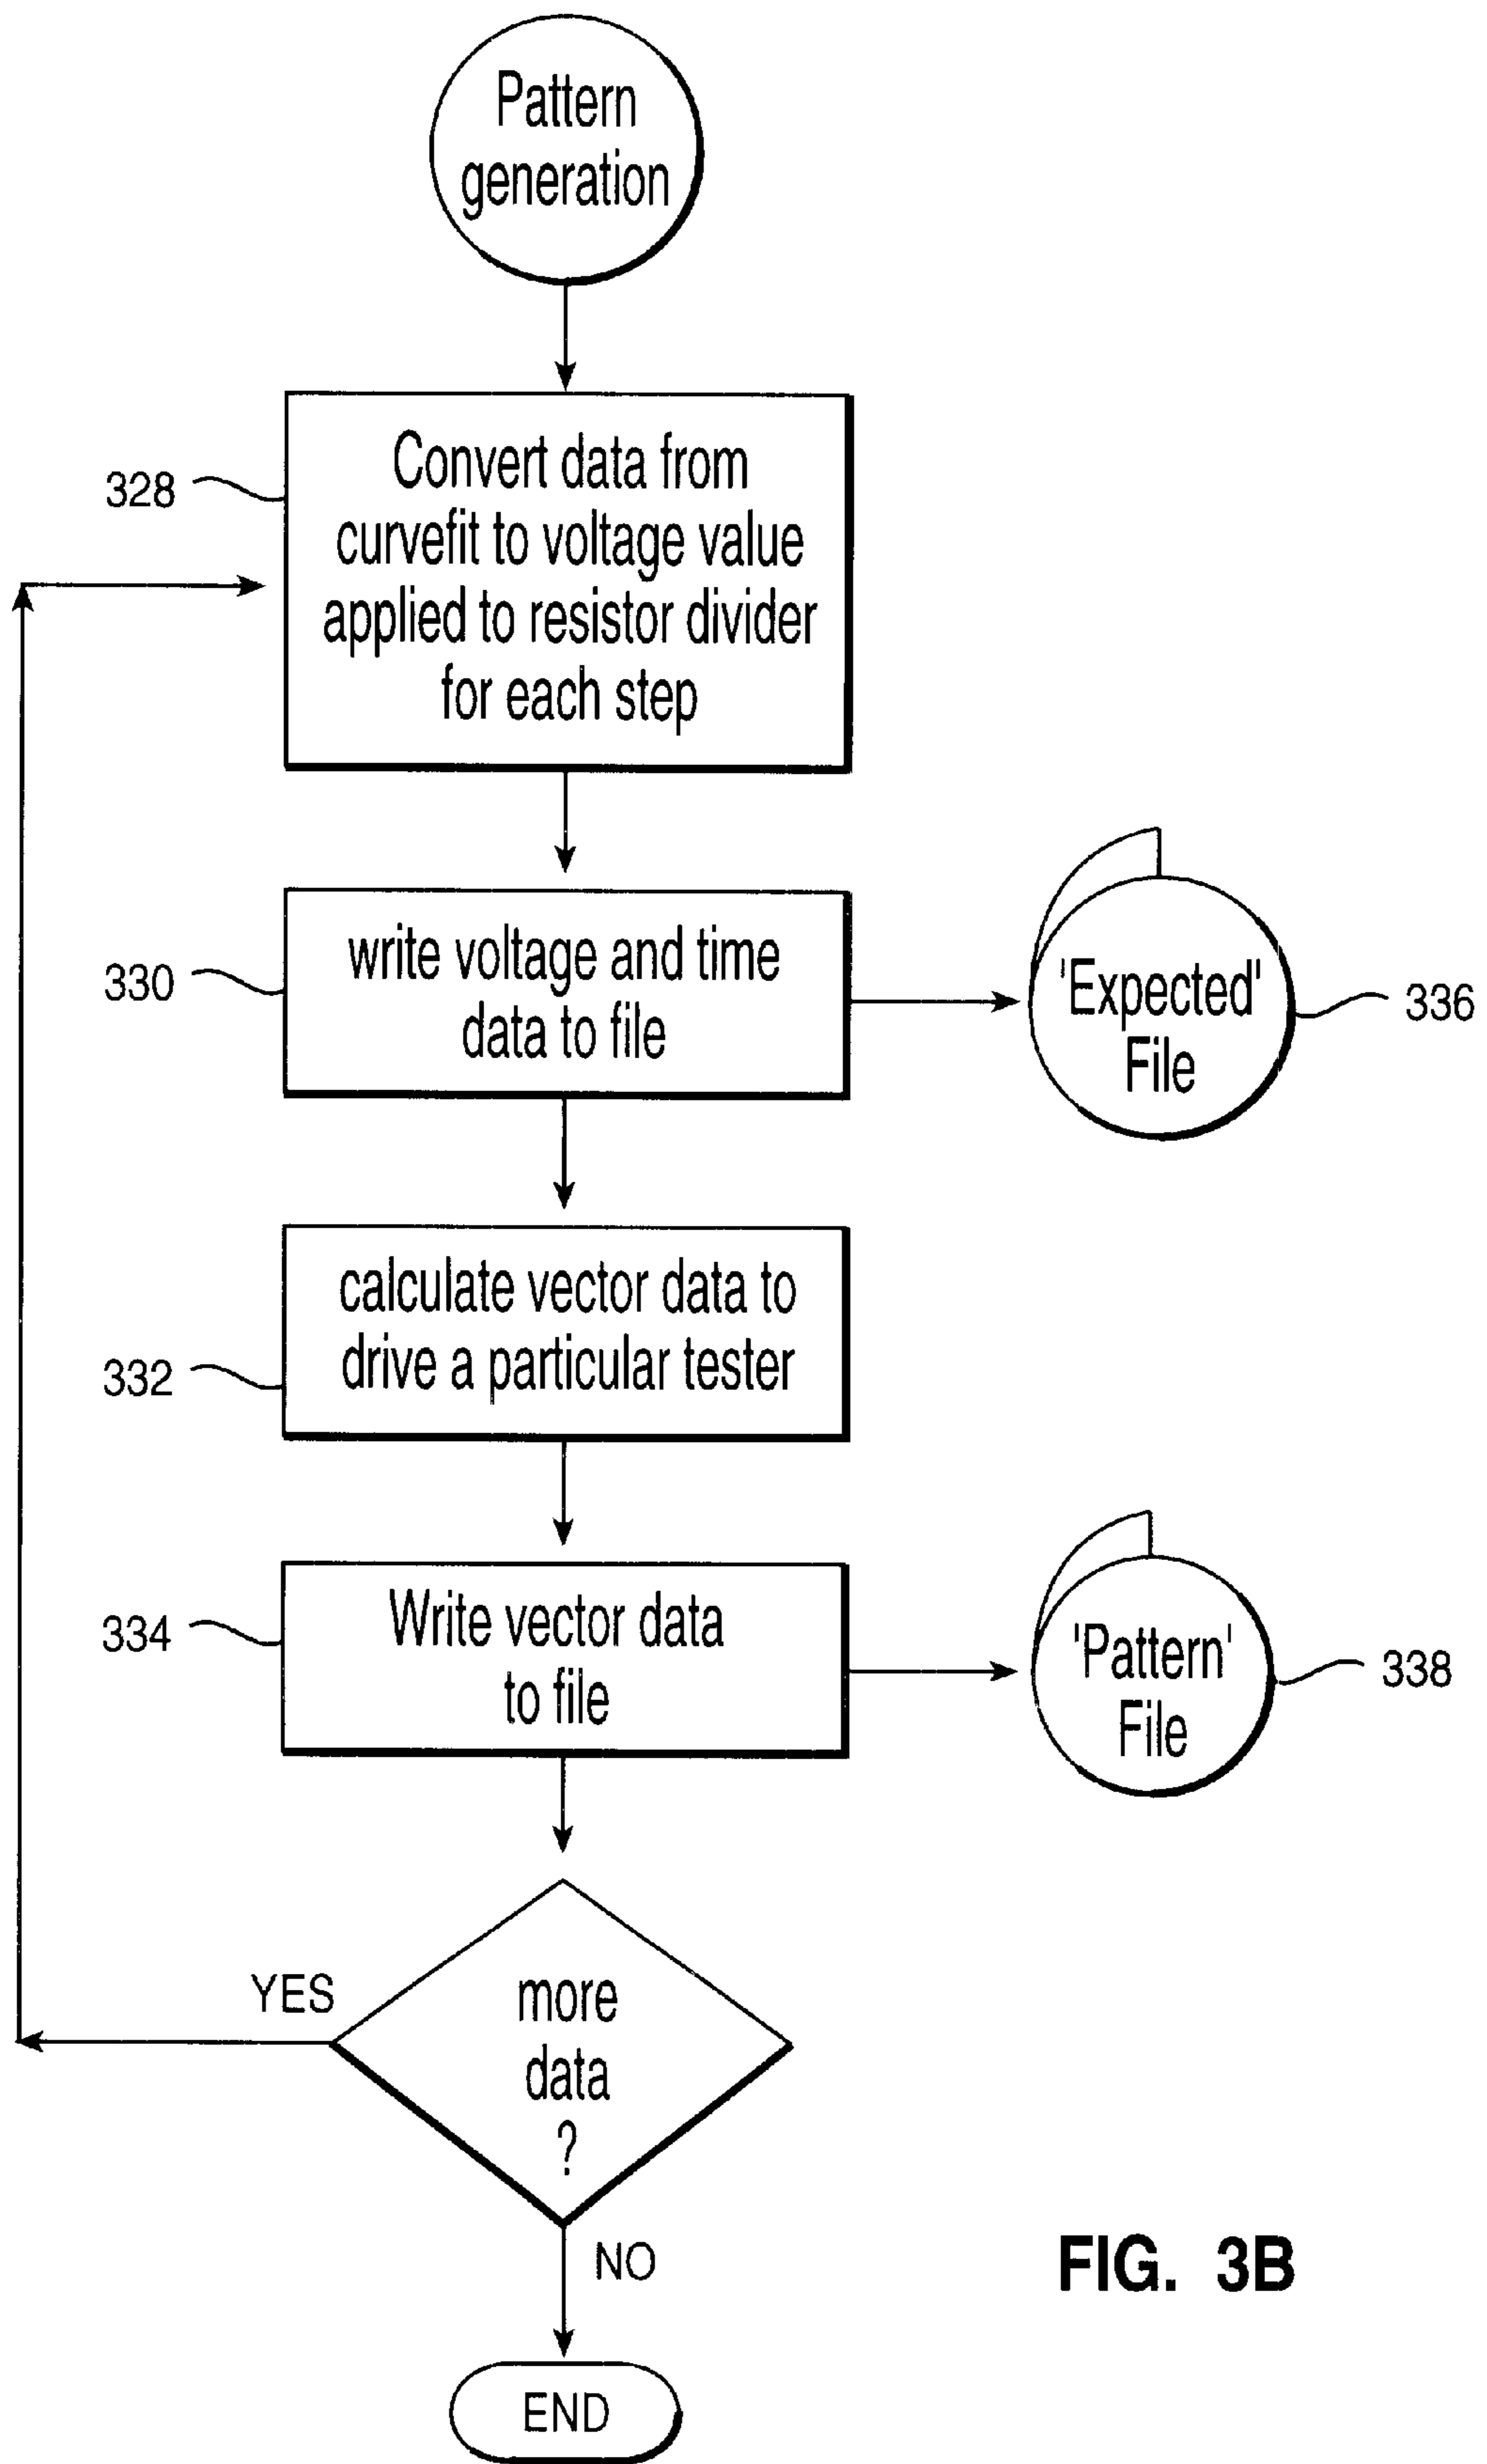 Pattern
generation
328
Convert data from
curvefit to voltage value
applied to resistor divider
for each step
330
write voltage and time
data to file
'Expected'
File
336
332
calculate vector data to
drive a particular tester
334
Write vector data
to file
'Pattern'
File
338
YES
more
data
?
NO
END
FIG. 3B